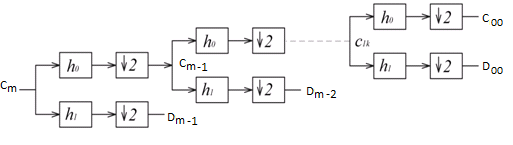 h₀ ↓2 C₀₀
h₀ ↓2 c₁ₖ
h₀ ↓2 Cₘ₋₁ h₁ ↓2 D₀₀
Cₘ h₁ ↓2 Dₘ₋₂
h₁ ↓2 Dₘ₋₁